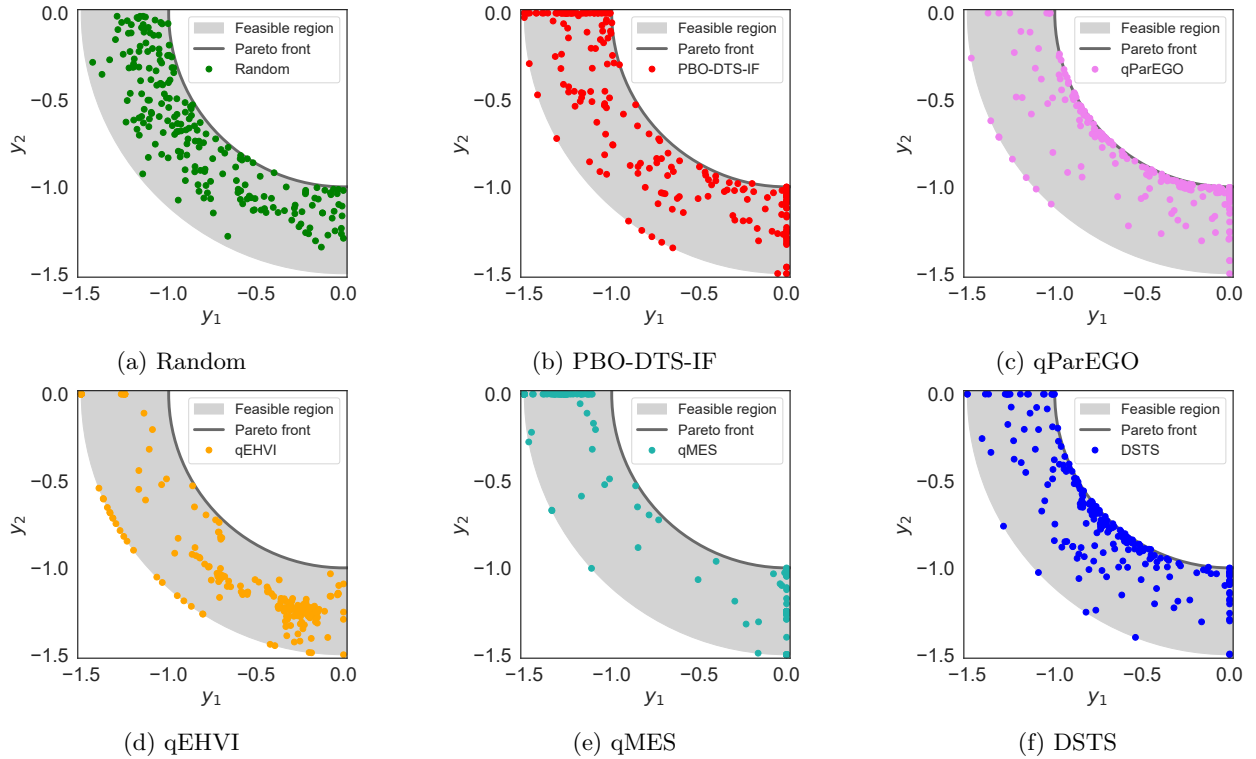 0.0
−0.5
−1.0
−1.5
y2
−1.5 −1.0 −0.5 0.0
y1
Feasible region
Pareto front
Random
(a) Random
0.0
−0.5
−1.0
−1.5
y2
−1.5 −1.0 −0.5 0.0
y1
Feasible region
Pareto front
PBO-DTS-IF
(b) PBO-DTS-IF
0.0
−0.5
−1.0
−1.5
y2
−1.5 −1.0 −0.5 0.0
y1
Feasible region
Pareto front
qParEGO
(c) qParEGO
0.0
−0.5
−1.0
−1.5
y2
−1.5 −1.0 −0.5 0.0
y1
Feasible region
Pareto front
qEHVI
(d) qEHVI
0.0
−0.5
−1.0
−1.5
y2
−1.5 −1.0 −0.5 0.0
y1
Feasible region
Pareto front
qMES
(e) qMES
0.0
−0.5
−1.0
−1.5
y2
−1.5 −1.0 −0.5 0.0
y1
Feasible region
Pareto front
DSTS
(f) DSTS